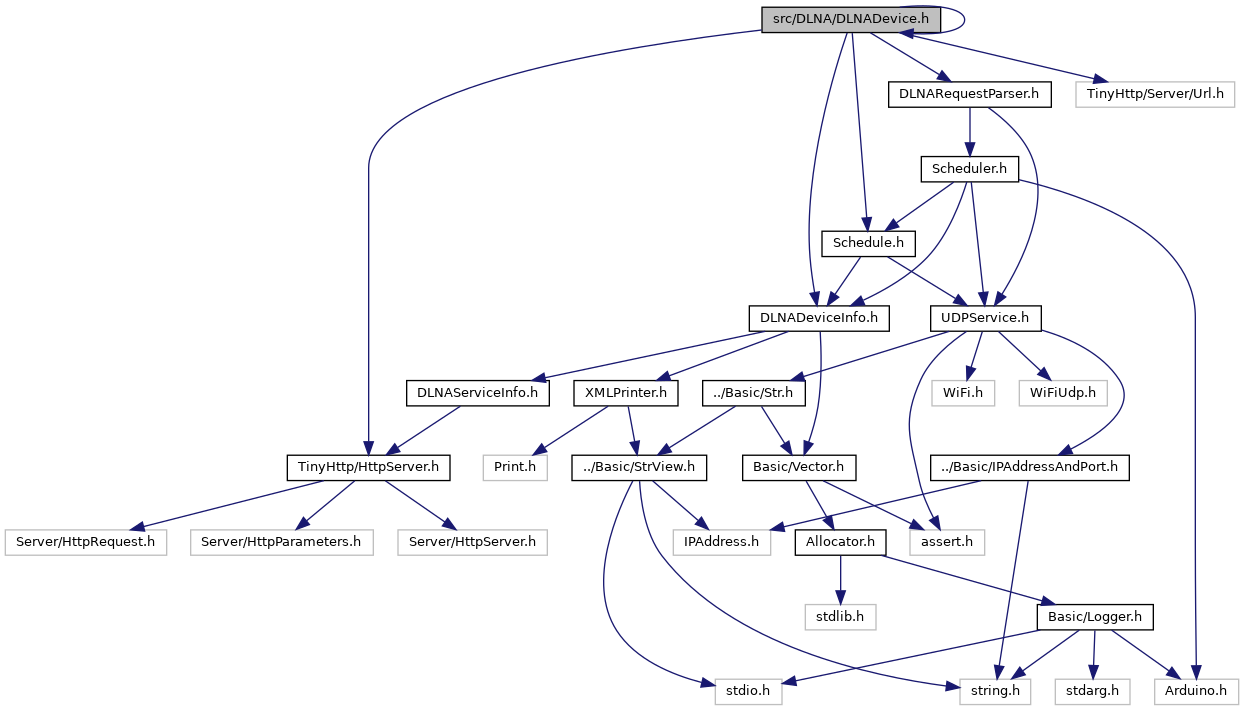 src/DLNA/DLNADevice.h
DLNARequestParser.h
TinyHttp/Server/Url.h
Scheduler.h
Schedule.h
DLNADeviceInfo.h
UDPService.h
DLNAServiceInfo.h
XMLPrinter.h
../Basic/Str.h
WiFi.h
WiFiUdp.h
TinyHttp/HttpServer.h
Print.h
../Basic/StrView.h
Basic/Vector.h
../Basic/IPAddressAndPort.h
Server/HttpRequest.h
Server/HttpParameters.h
Server/HttpServer.h
IPAddress.h
Allocator.h
assert.h
stdlib.h
Basic/Logger.h
stdio.h
string.h
stdarg.h
Arduino.h